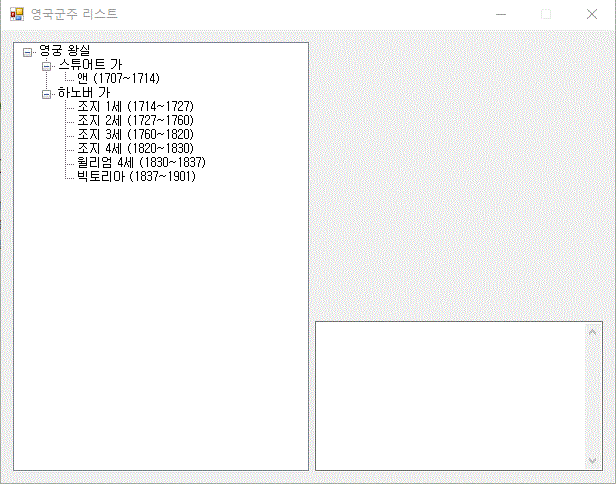 영국군주 리스트
영국 왕실
스튜어트 가
앤 (1707~1714)
하노버 가
조지 1세 (1714~1727)
조지 2세 (1727~1760)
조지 3세 (1760~1820)
조지 4세 (1820~1830)
윌리엄 4세 (1830~1837)
빅토리아 (1837~1901)